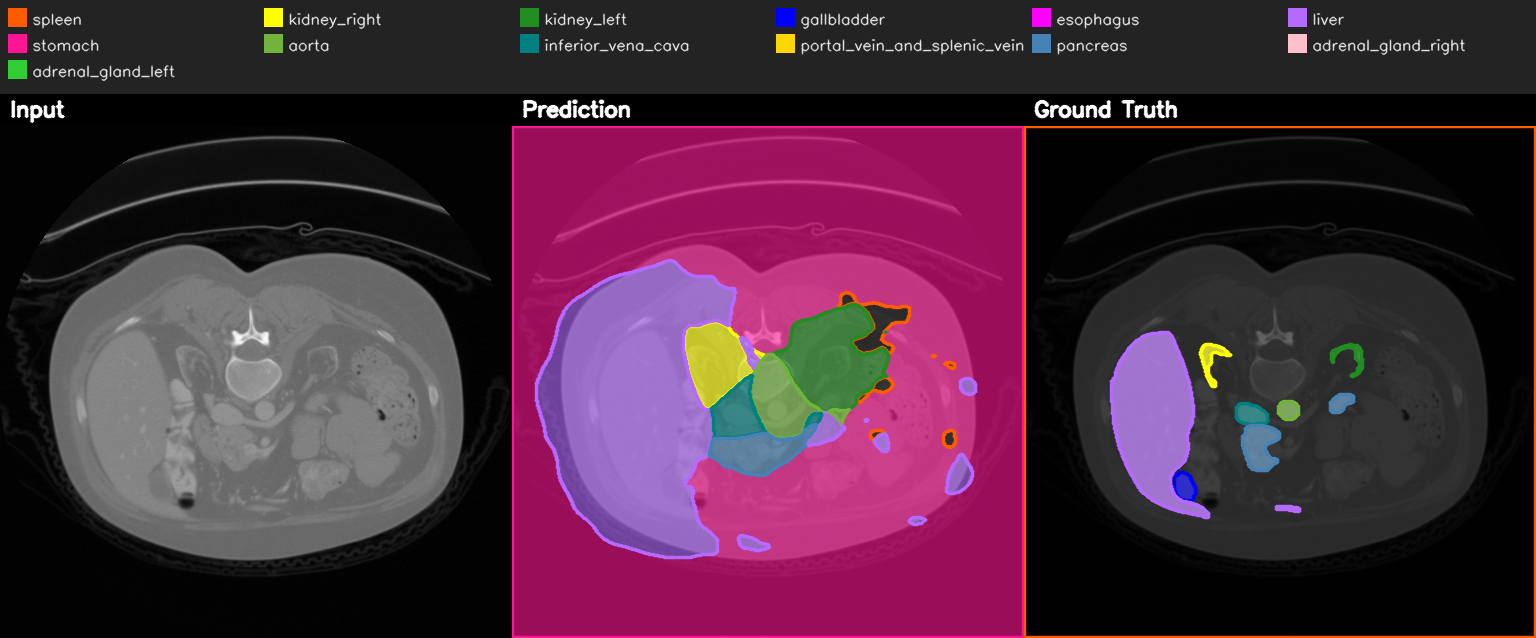 spleen kidney_right kidney_left gallbladder esophagus liver
stomach aorta inferior_vena_cava portal_vein_and_splenic_vein pancreas adrenal_gland_right
adrenal_gland_left
Input Prediction Ground Truth